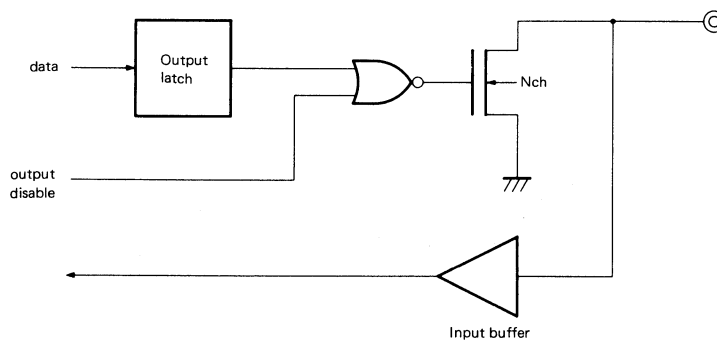 data
Output
latch
Nch
output
disable
Input buffer